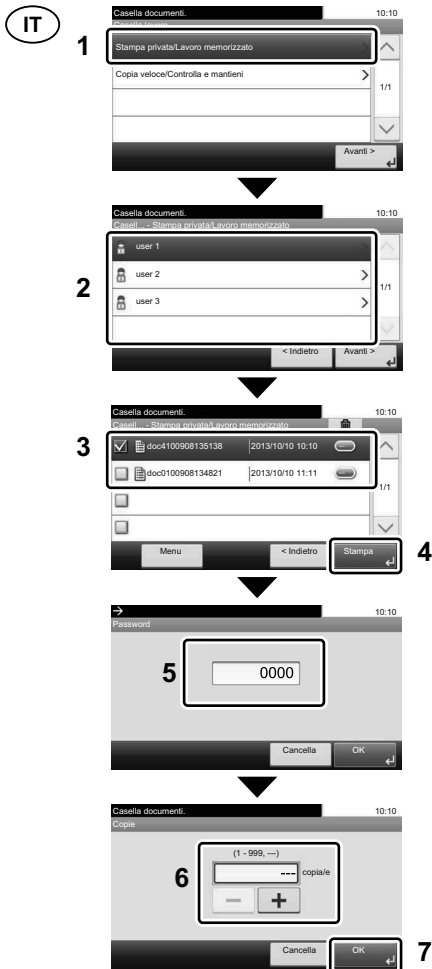 IT
Casella documenti. 10:10
Casella lavoro
1
Stampa privata/Lavoro memorizzato
Copia veloce/Controlla e mantieni
1/1
Avanti >
Casella documenti. 10:10
Casell... - Stampa privata/Lavoro memorizzato
2
user 1
user 2
user 3
1/1
< Indietro Avanti >
Casella documenti. 10:10
Casell... - Stampa privata/Lavoro memorizzato
3
doc4100908135138 2013/10/10 10:10
doc0100908134821 2013/10/10 11:11
1/1
Menu < Indietro Stampa 4
10:10
Password
5 0000
Cancella OK
Casella documenti. 10:10
Copie
(1 - 999, ---)
6 --- copia/e
Cancella OK 7